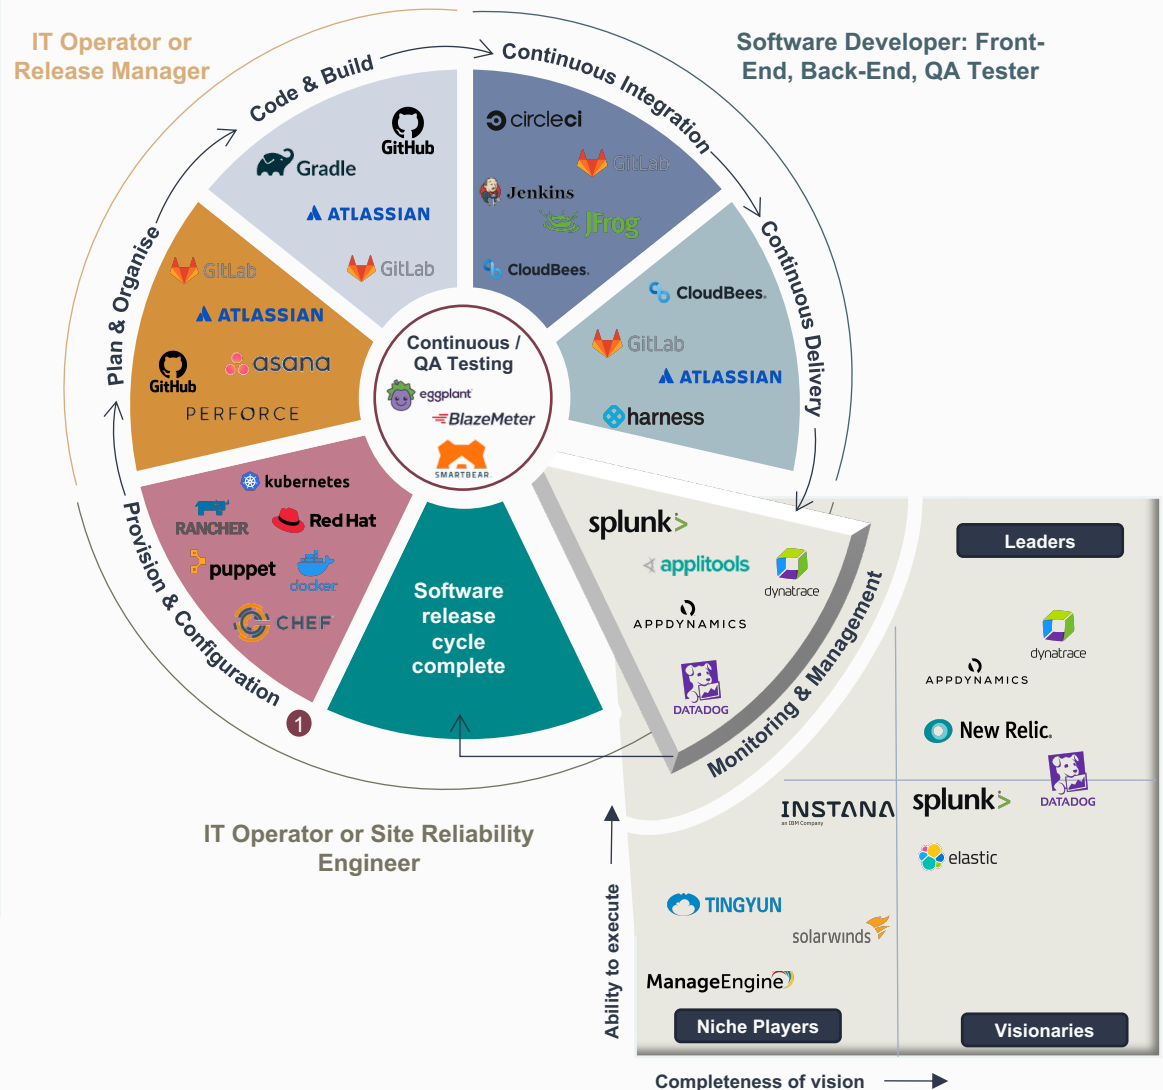 IT Operator or
Release Manager
Software Developer: Front-
End, Back-End, QA Tester
Code & Build
GitHub
Gradle
ATLASSIAN
GitLab
Continuous Integration
circleci
GitLab
Jenkins
JFrog
CloudBees.
Continuous Delivery
CloudBees.
GitLab
ATLASSIAN
harness
Plan & Organise
GitLab
ATLASSIAN
asana
GitHub
PERFORCE
Continuous /
QA Testing
eggplant
BlazeMeter
SMARTBEAR
Provision & Configuration
kubernetes
RANCHER
Red Hat
puppet
docker
CHEF
1
Software
release
cycle
complete
Monitoring & Management
splunk>
applitools
dynatrace
APPDYNAMICS
DATADOG
IT Operator or Site Reliability
Engineer
Leaders
dynatrace
APPDYNAMICS
New Relic.
DATADOG
splunk>
INSTANA
an IBM Company
elastic
TINGYUN
solarwinds
ManageEngine
Niche Players
Visionaries
Ability to execute
Completeness of vision